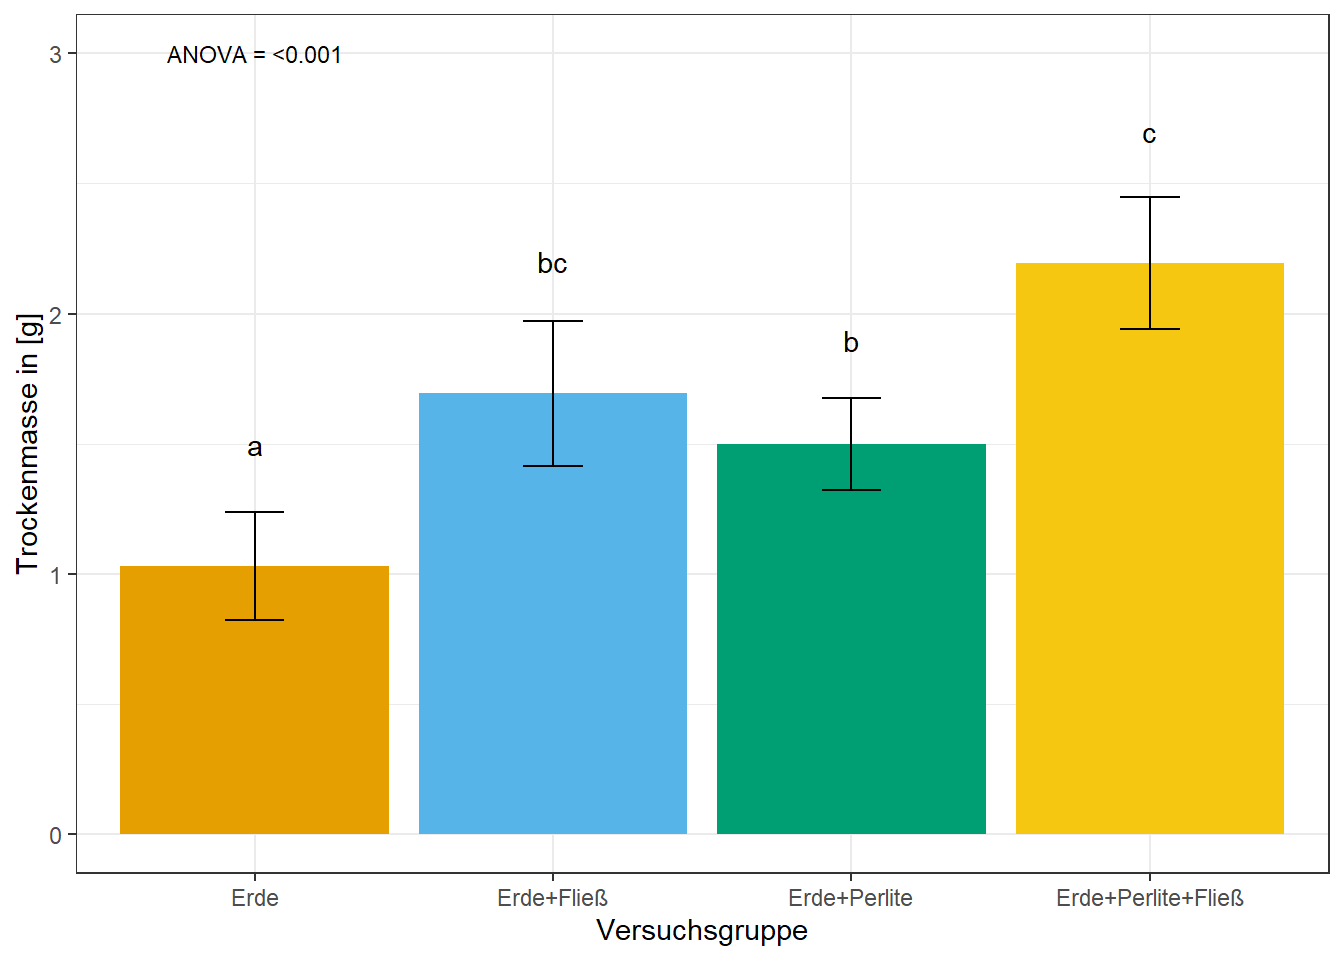 ANOVA = <0.001
3
2
1
0
Trockenmasse in [g]
a
bc
b
c
Erde
Erde+Fließ
Erde+Perlite
Erde+Perlite+Fließ
Versuchsgruppe